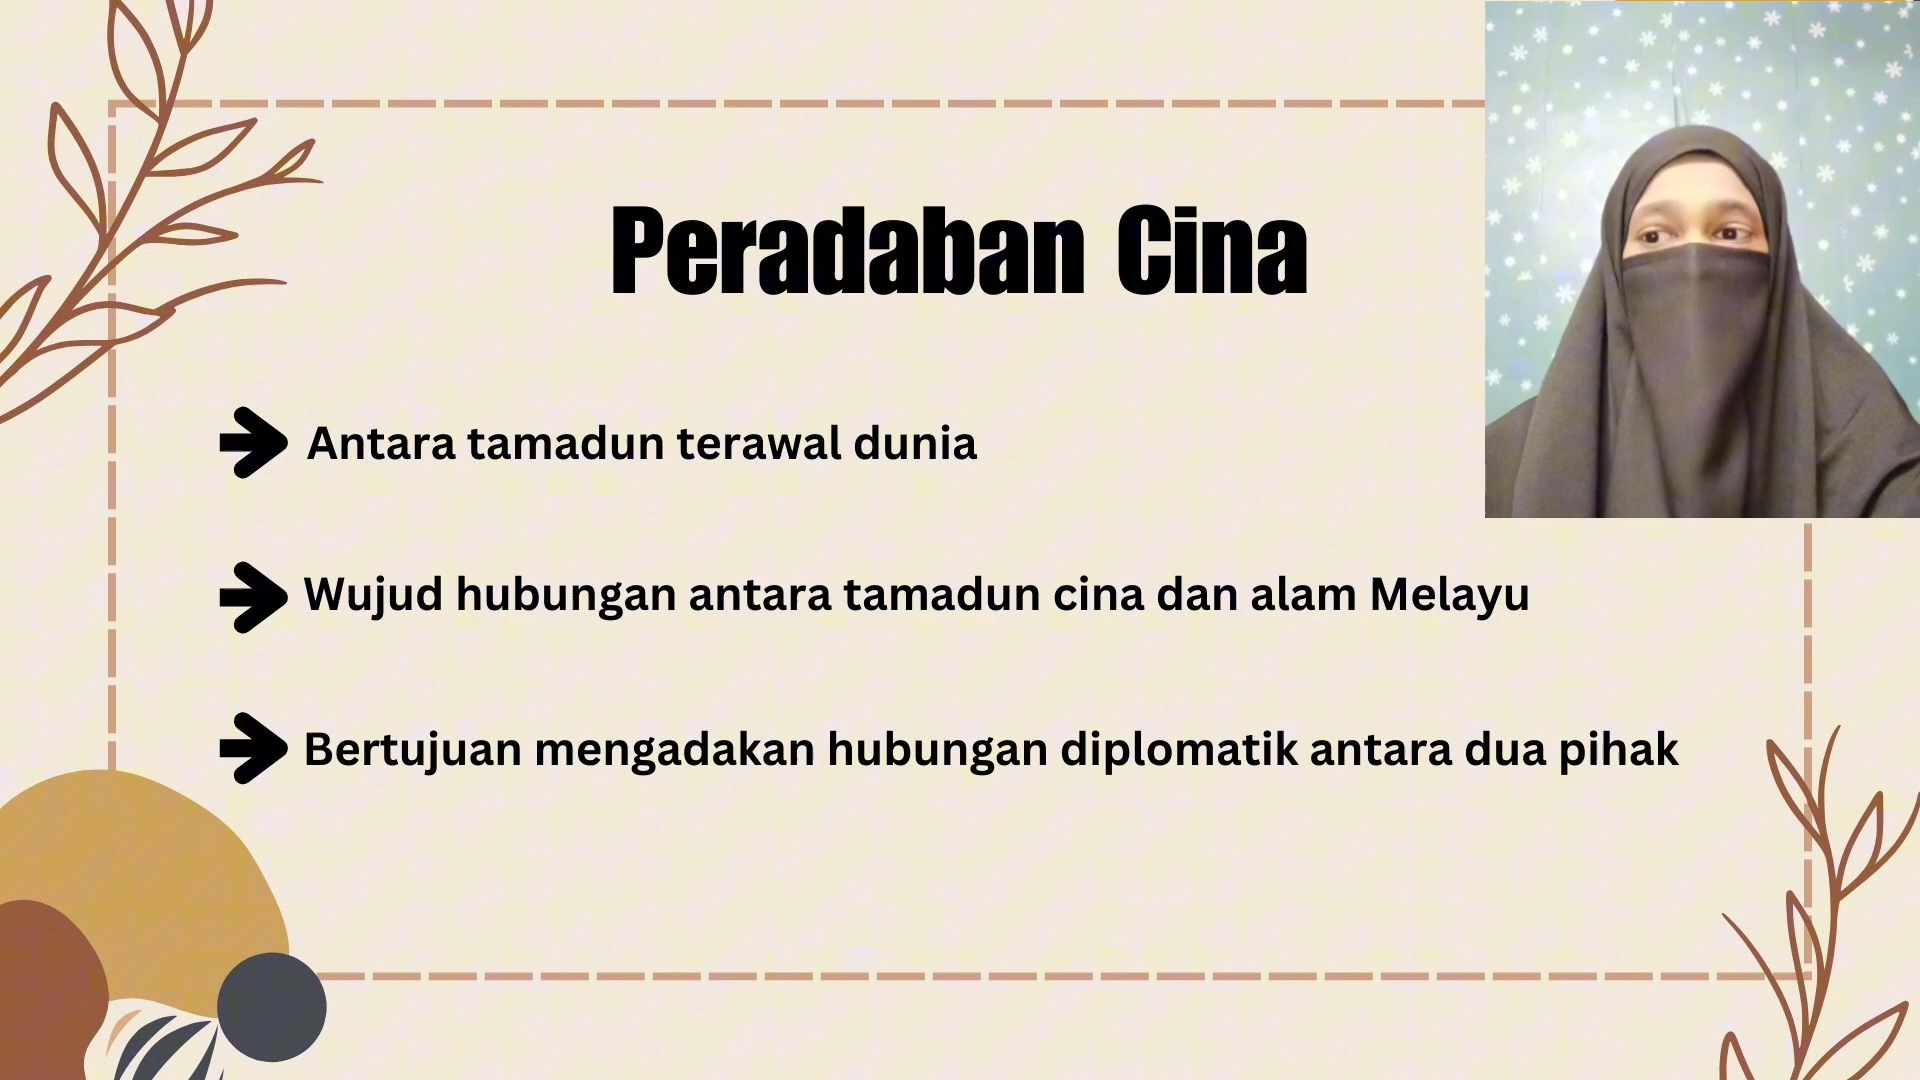 Peradaban Cina
Antara tamadun terawal dunia
Wujud hubungan antara tamadun cina dan alam Melayu
Bertujuan mengadakan hubungan diplomatik antara dua pihak